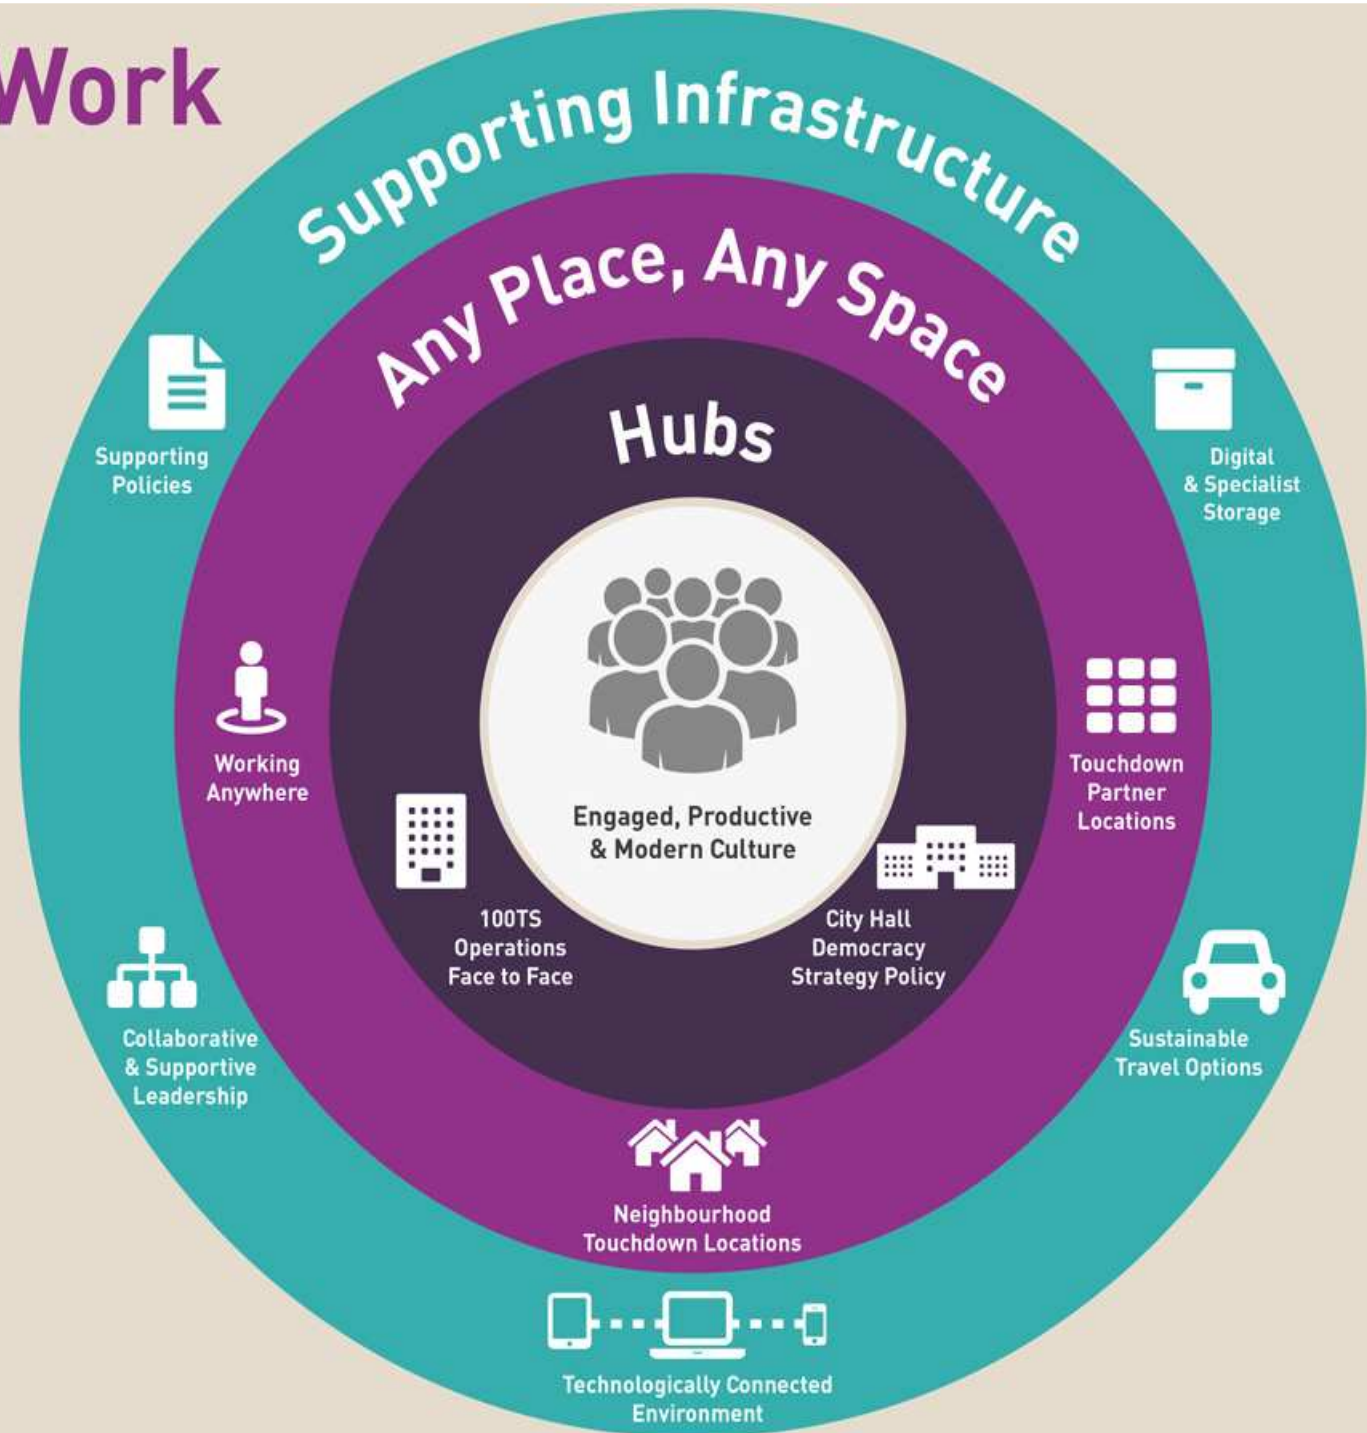 Work
Supporting Infrastructure
Any Place, Any Space
Hubs
Supporting
Policies
Digital
& Specialist
Storage
Working
Anywhere
Touchdown
Partner
Locations
Engaged, Productive
& Modern Culture
100TS
Operations
Face to Face
City Hall
Democracy
Strategy Policy
Collaborative
& Supportive
Leadership
Sustainable
Travel Options
Neighbourhood
Touchdown Locations
Technologically Connected
Environment